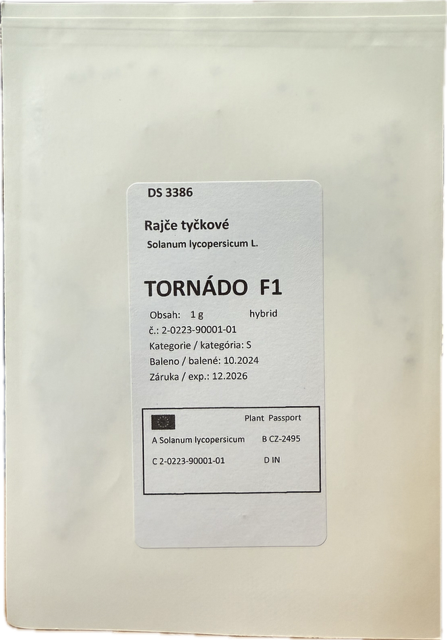 DS 3386
Rajče tyčkové
Solanum lycopersicum L.
TORNÁDO F1
Obsah: 1 g hybrid
č.: 2-0223-90001-01
Kategorie / kategória: S
Baleno / balené: 10.2024
Záruka / exp.: 12.2026
Plant Passport
A Solanum lycopersicum B CZ-2495
C 2-0223-90001-01 D IN